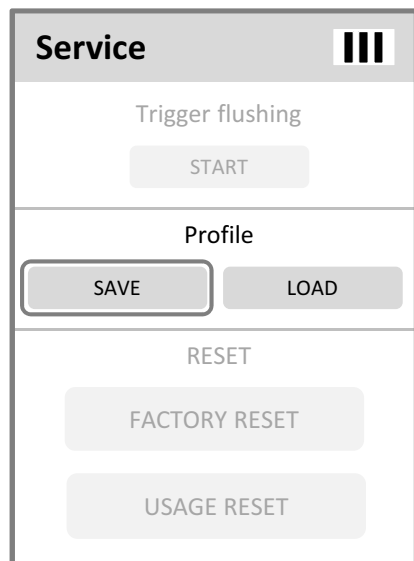 Service
Trigger flushing
START
Profile
SAVE LOAD
RESET
FACTORY RESET
USAGE RESET